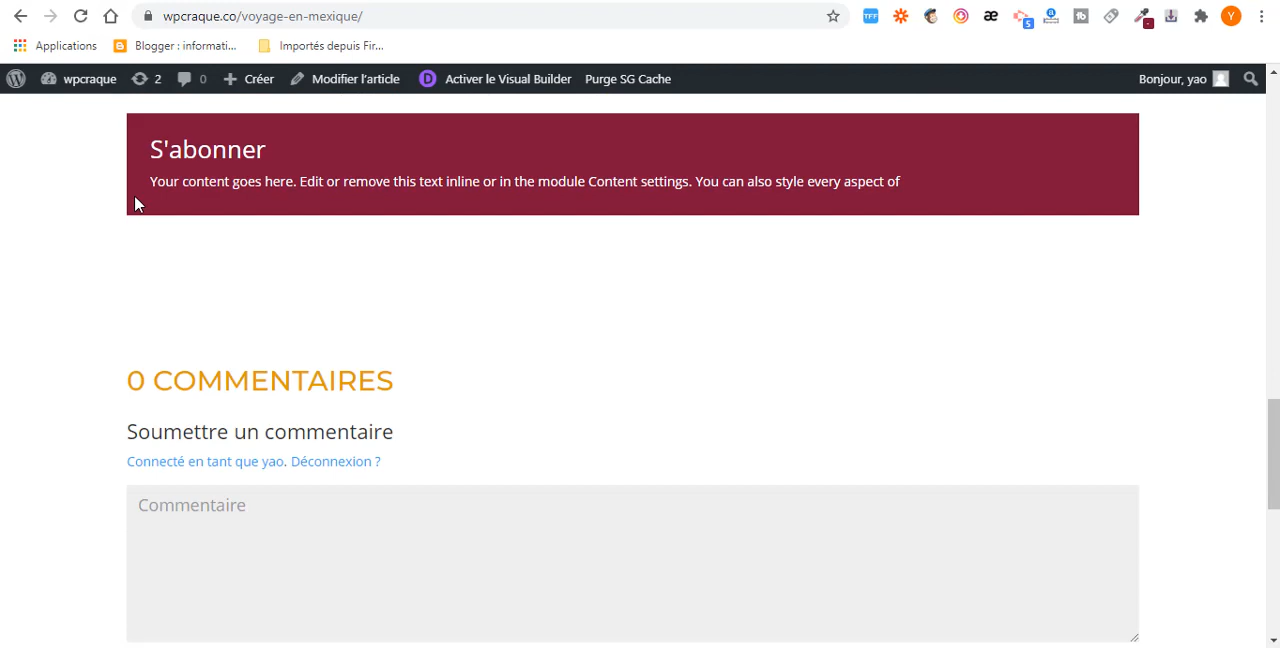 wpcraque.co/voyage-en-mexique/
TFF
æ
5
Y
Applications
Blogger : informati...
Importés depuis Fir...
wpcraque
2
0
Créer
Modifier l'article
D
Activer le Visual Builder
Purge SG Cache
Bonjour, yao
S'abonner
Your content goes here. Edit or remove this text inline or in the module Content settings. You can also style every aspect of
0 COMMENTAIRES
Soumettre un commentaire
Connecté en tant que yao. Déconnexion ?
Commentaire